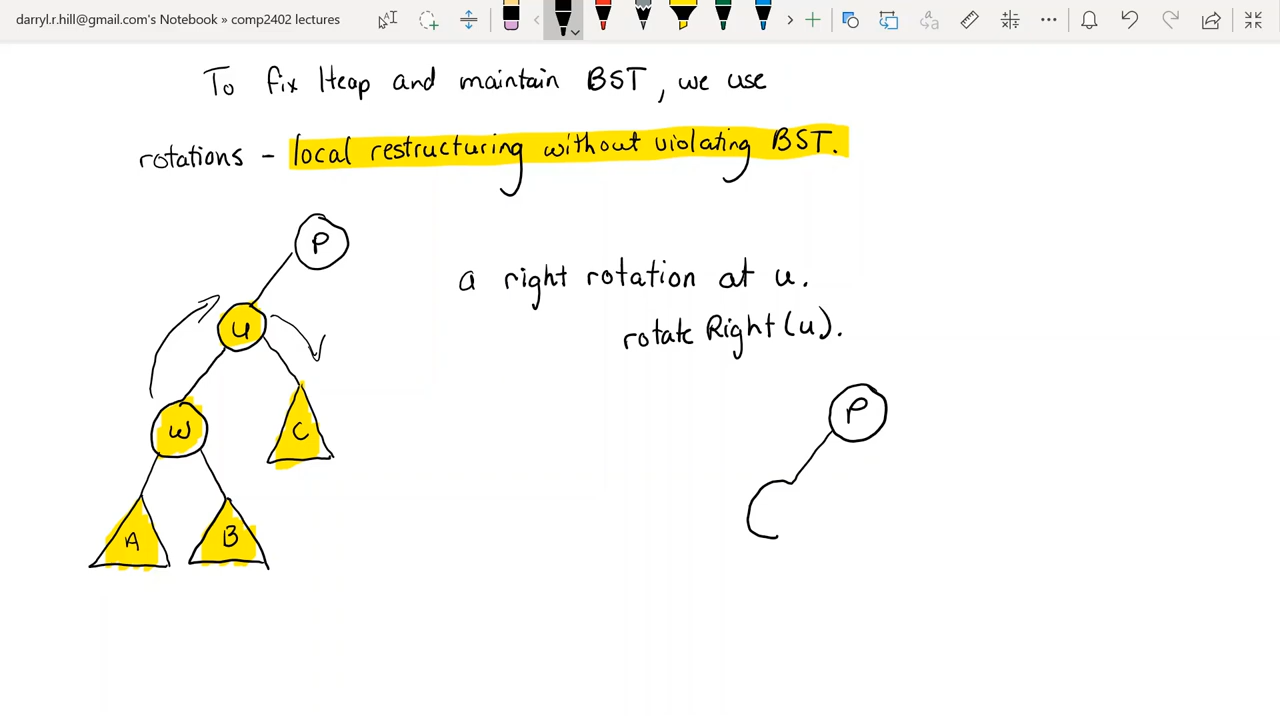 darryl.r.hill@gmail.com's Notebook » comp2402 lectures
To fix Heap and maintain BST, we use
rotations - local restructuring without violating BST.
P
a right rotation at u.
u
rotate Right(u).
P
w
C
A
B